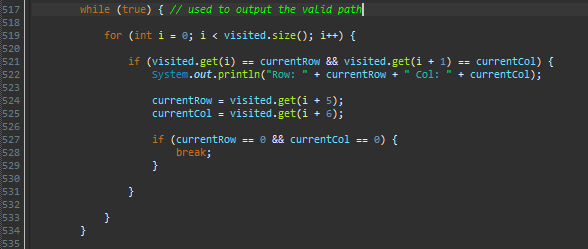 517 while (true) { // used to output the valid path
518
519 for (int i = 0; i < visited.size(); i++) {
520
521 if (visited.get(i) == currentRow && visited.get(i + 1) == currentCol) {
522 System.out.println("Row: " + currentRow + " Col: " + currentCol);
523
524 currentRow = visited.get(i + 5);
525 currentCol = visited.get(i + 6);
526
527 if (currentRow == 0 && currentCol == 0) {
528 break;
529 }
530
531 }
532
533 }
534 }
535